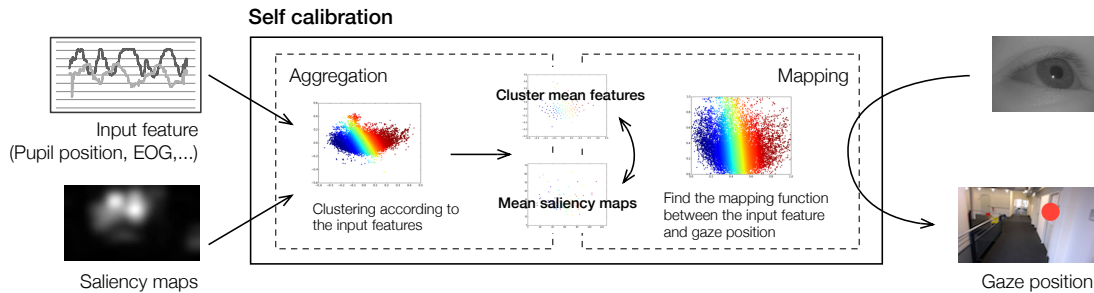 Self calibration
Aggregation
Mapping
Cluster mean features
Mean saliency maps
Input feature
(Pupil position, EOG,...)
Saliency maps
Clustering according to
the input features
Find the mapping function
between the input feature
and gaze position
Gaze position